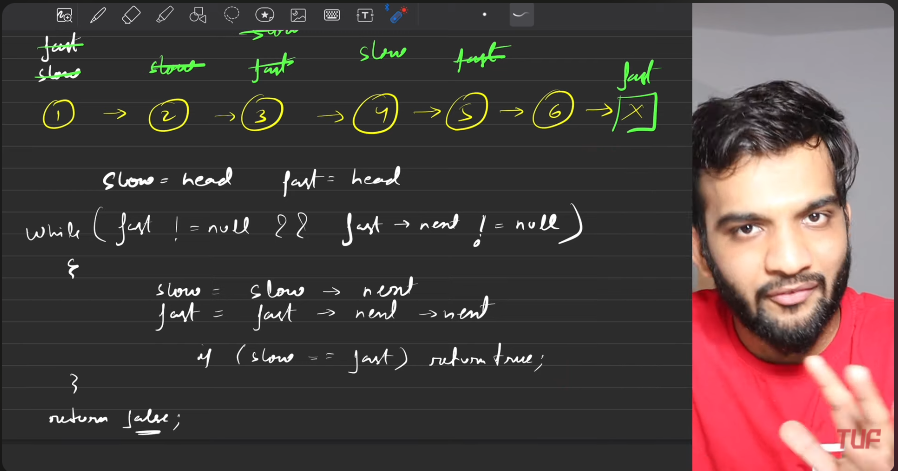 slow
fast
slow
slow
fast
slow
fast
fast
1 → 2 → 3 → 4 → 5 → 6 → X
slow = head fast = head
while ( fast != null && fast → next != null )
{
slow = slow → next
fast = fast → next → next
if (slow == fast) return true;
}
return false;
TUF